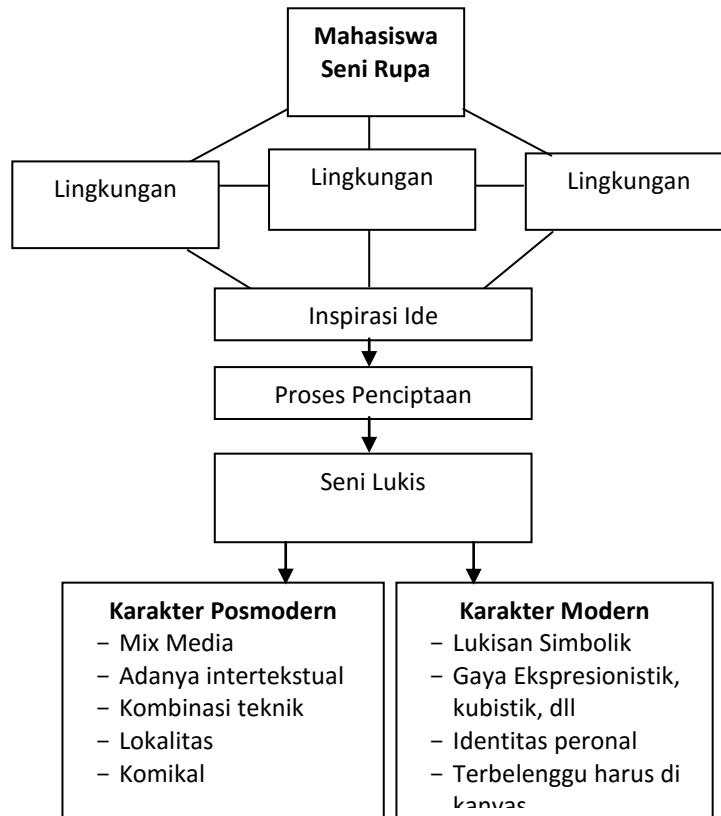 Mahasiswa
Seni Rupa
Lingkungan
Lingkungan
Lingkungan
Inspirasi Ide
Proses Penciptaan
Seni Lukis
Karakter Posmodern
– Mix Media
– Adanya intertekstual
– Kombinasi teknik
– Lokalitas
– Komikal
Karakter Modern
– Lukisan Simbolik
– Gaya Ekspresionistik,
kubistik, dll
– Identitas peronal
– Terbelenggu harus di
kanvas